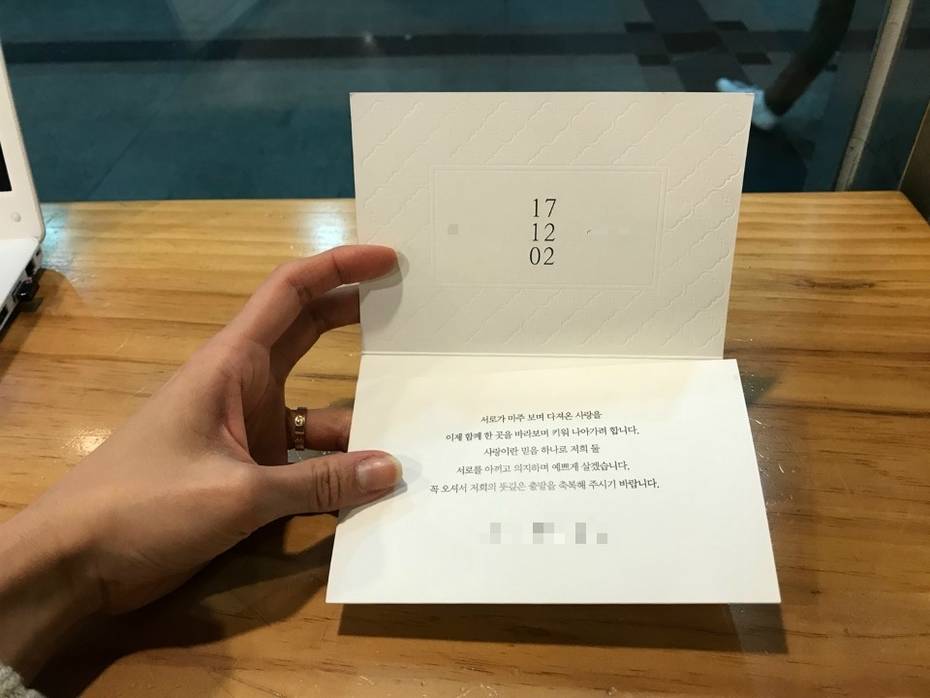 17
12
02
서로가 마주 보며 다져온 사랑을
이제 함께 한 곳을 바라보며 키워 나아가려 합니다.
사랑이란 믿음 하나로 저희 둘
서로를 아끼고 의지하며 예쁘게 살겠습니다.
꼭 오셔서 저희의 뜻깊은 출발을 축복해 주시기 바랍니다.